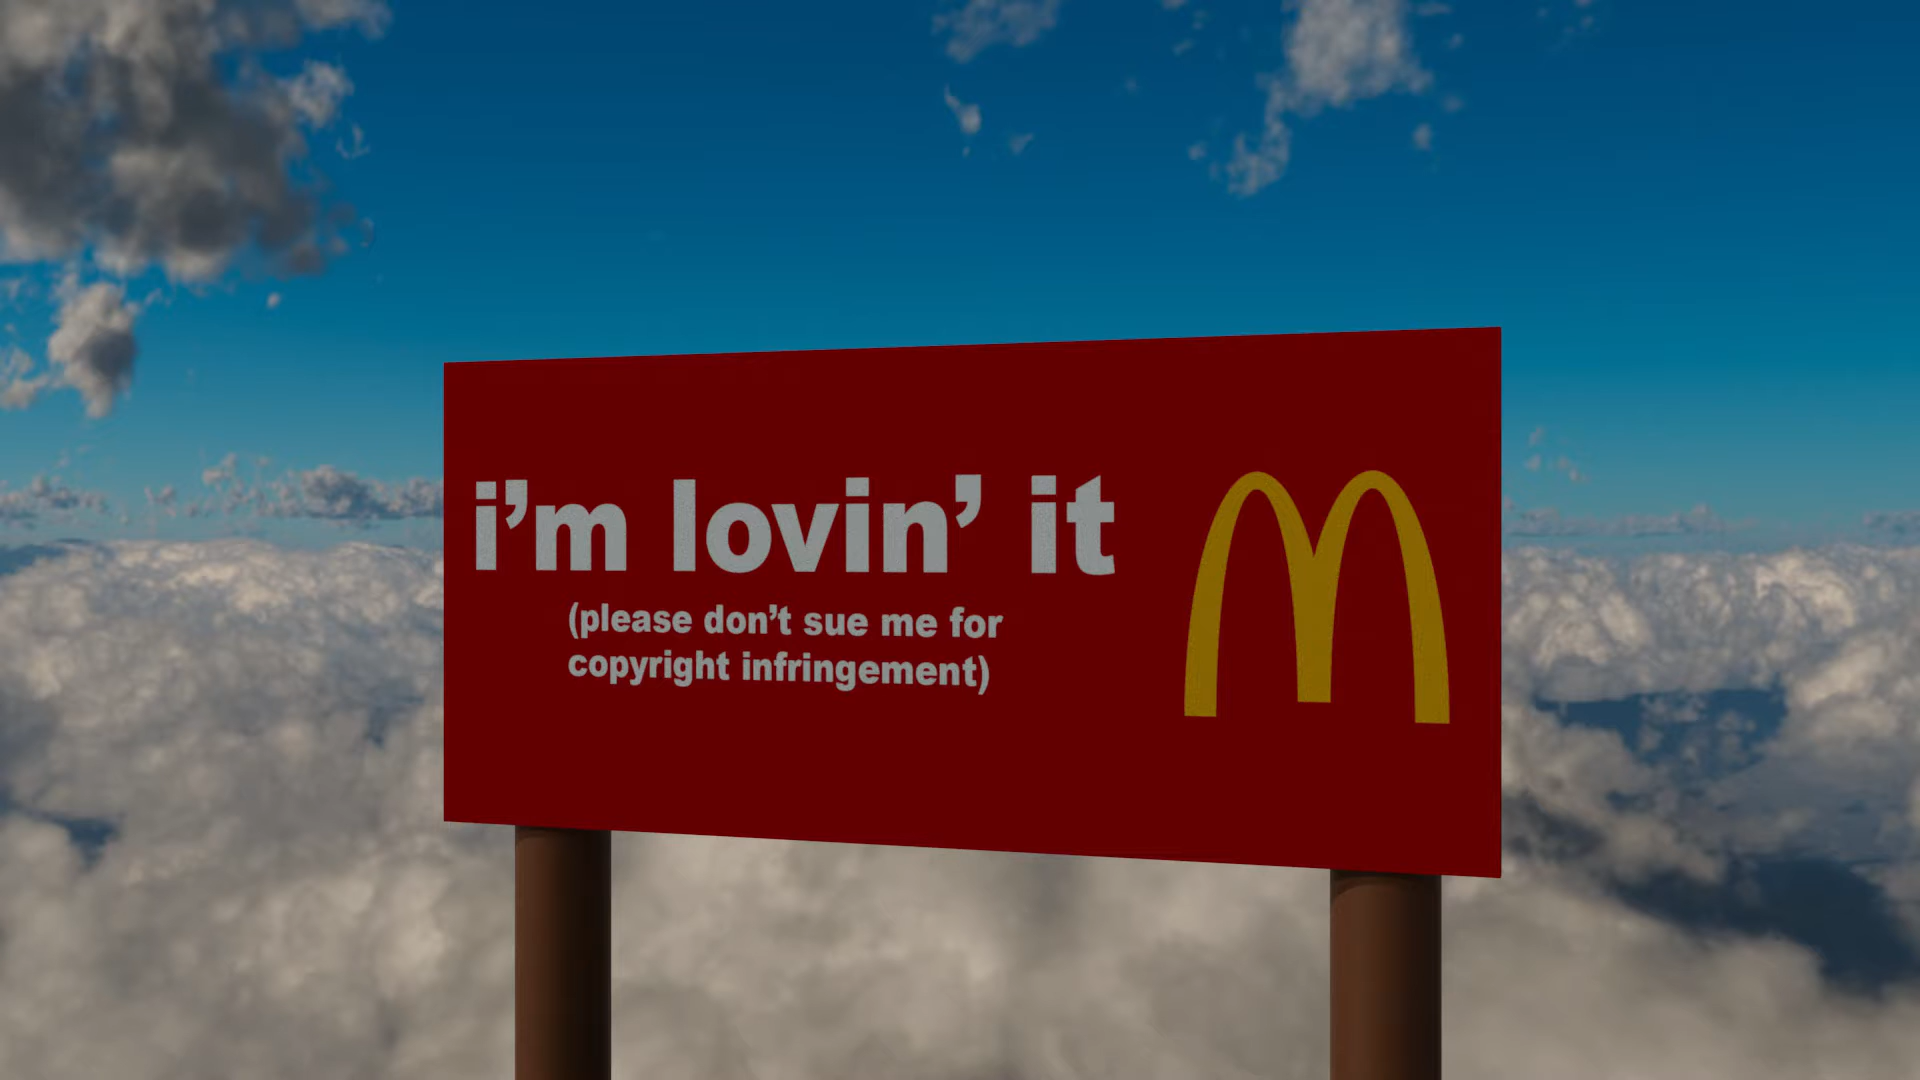 i’m lovin’ it
(please don’t sue me for
copyright infringement)